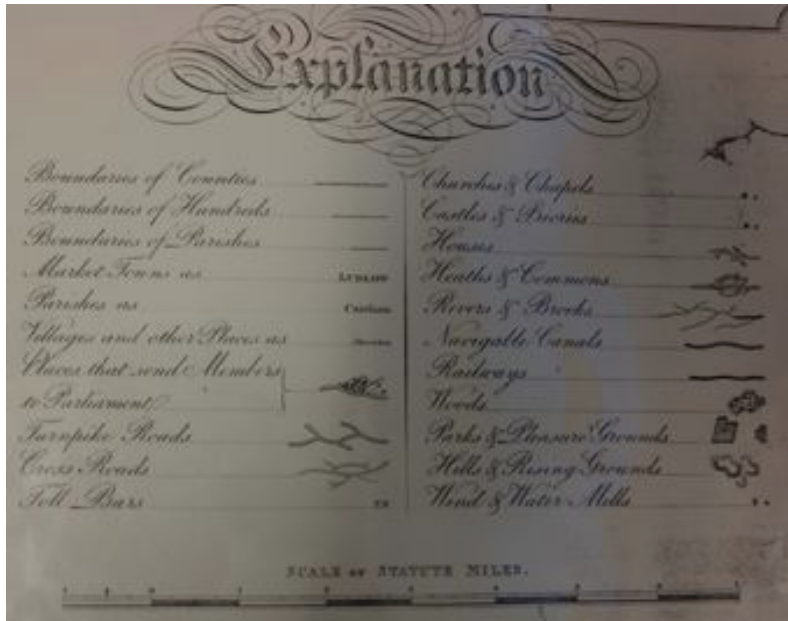 Explanation
Boundaries of Counties
Boundaries of Hundreds
Boundaries of Parishes
Market Towns as LUDLOW
Parishes as
Villages and other Places as
Places that send Members
to Parliament
Turnpike Roads
Cross Roads
Toll Bars
Churches & Chapels
Castles & Priories
Houses
Heaths & Commons
Rivers & Brooks
Navigable Canals
Railways
Woods
Parks & Pleasure Grounds
Hills & Rising Grounds
Wind & Water Mills
SCALE OF STATUTE MILES.